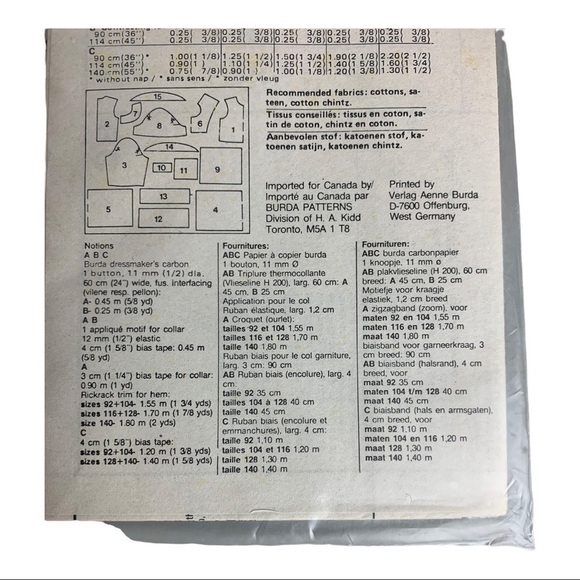 90 cm(36")* 0.25( 3/8) 0.25( 3/8) 0.25( 3/8) 0.25( 3/8) 0.25( 3/8)
114 cm(45")* 0.25( 3/8) 0.25( 3/8) 0.25( 3/8) 0.25( 3/8) 0.25( 3/8)
C
90 cm(36")* 1.00(1 1/8) 1.25(1 1/2) 1.50(1 3/4) 1.90(2 1/8) 2.20(2 1/2)
114 cm(45")* 0.90(1 ) 1.10(1 1/4) 1.25(1 1/2) 1.40(1 5/8) 1.60(1 3/4)
140 cm(55")* 0.75( 7/8) 0.90(1 ) 1.00(1 1/8) 1.20(1 3/8) 1.30(1 1/2)
* without nap / * sans sens / * zonder vleug
15
2
7
8
6
1
3
14
10
11
9
5
13
12
4
Recommended fabrics: cottons, sa-
teen, cotton chintz.
Tissus conseillés: tissus en coton, sa-
tin de coton, chintz en coton.
Aanbevolen stof: katoenen stof, ka-
toenen satijn, katoenen chintz.
Imported for Canada by/
Importé au Canada par
BURDA PATTERNS
Division of H. A. Kidd
Toronto, M5A 1 T8
Printed by
Verlag Aenne Burda
D-7600 Offenburg,
West Germany
Notions
A B C
Burda dressmaker's carbon
1 button, 11 mm (1/2) dia.
60 cm (24") wide, fus. interfacing
(vilene resp. pellon):
A- 0.45 m (5/8 yd)
B- 0.25 m (3/8 yd)
A B
1 appliqué motif for collar
12 mm (1/2") elastic
4 cm (1 5/8") bias tape: 0.45 m
(5/8 yd)
A
3 cm (1 1/4") bias tape for collar:
0.90 m (1 yd)
Rickrack trim for hem:
sizes 92+104- 1.55 m (1 3/4 yds)
sizes 116+128- 1.70 m (1 7/8 yds)
size 140- 1.80 m (2 yds)
C
4 cm (1 5/8") bias tape:
sizes 92+104- 1.20 m (1 3/8 yds)
sizes 128+140- 1.40 m (1 5/8 yds)
Fournitures:
ABC Papier à copier burda
1 bouton, 11 mm Ø
AB Triplure thermocollante
(Vlieseline H 200), larg. 60 cm: A
45 cm, B 25 cm
Application pour le col
Ruban élastique, larg. 1,2 cm
A Croquet (ourlet):
tailles 92 et 104 1,55 m
tailles 116 et 128 1,70 m
taille 140 1,80 m
Ruban biais pour le col garniture,
larg. 3 cm: 90 cm
AB Ruban biais (encolure), larg. 4
cm:
taille 92 35 cm
tailles 104 à 128 40 cm
taille 140 45 cm
C Ruban biais (encolure et
emmanchures), larg. 4 cm:
taille 92 1,10 m
tailles 104 et 116 1,20 m
taille 128 1,30 m
taille 140 1,40 m
Fournituren:
ABC burda carbonpapier
1 knoopje, 11 mm ø
AB plakvlieseline (H 200), 60 cm
breed: A 45 cm, B 25 cm
Motiefje voor kraagje
elastiek, 1,2 cm breed
A zigzagband (zoom), voor
maten 92 en 104 1,55 m
maten 116 en 128 1,70 m
maat 140 1,80 m
biaisband voor garneerkraag, 3
cm breed: 90 cm
AB biaisband (halsrand), 4 cm
breed, voor
maat 92 35 cm
maten 104 t/m 128 40 cm
maat 140 45 cm
C biaisband (hals en armsgaten),
4 cm breed, voor
maat 92 1,10 m
maten 104 en 116 1,20 m
maat 128 1,30 m
maat 140 1,40 m